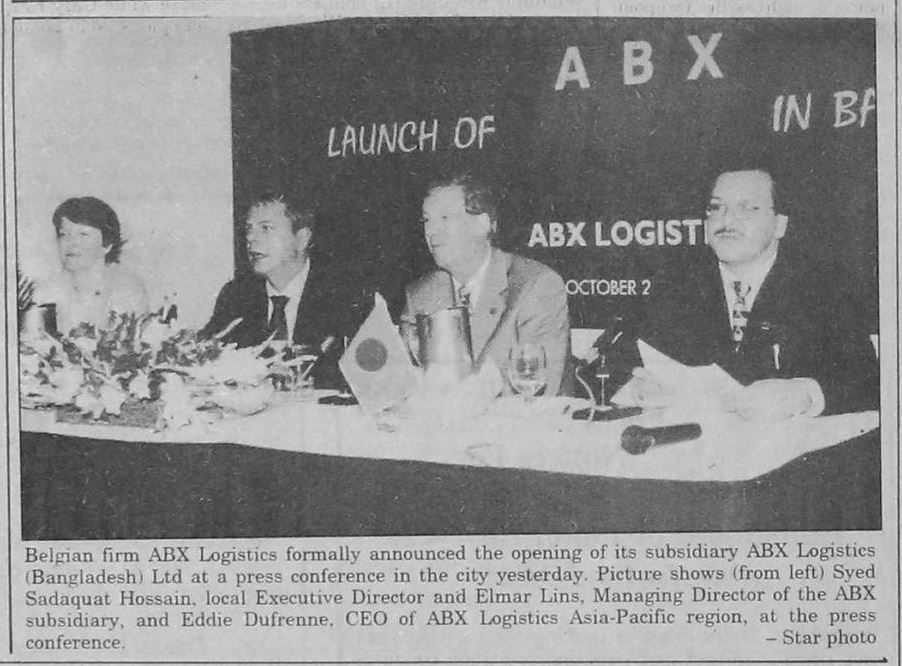 A B X
LAUNCH OF
IN BA
ABX LOGISTI
OCTOBER 2
Belgian firm ABX Logistics formally announced the opening of its subsidiary ABX Logistics
(Bangladesh) Ltd at a press conference in the city yesterday. Picture shows (from left) Syed
Sadaquat Hossain, local Executive Director and Elmar Lins, Managing Director of the ABX
subsidiary, and Eddie Dufrenne, CEO of ABX Logistics Asia-Pacific region, at the press
conference. – Star photo